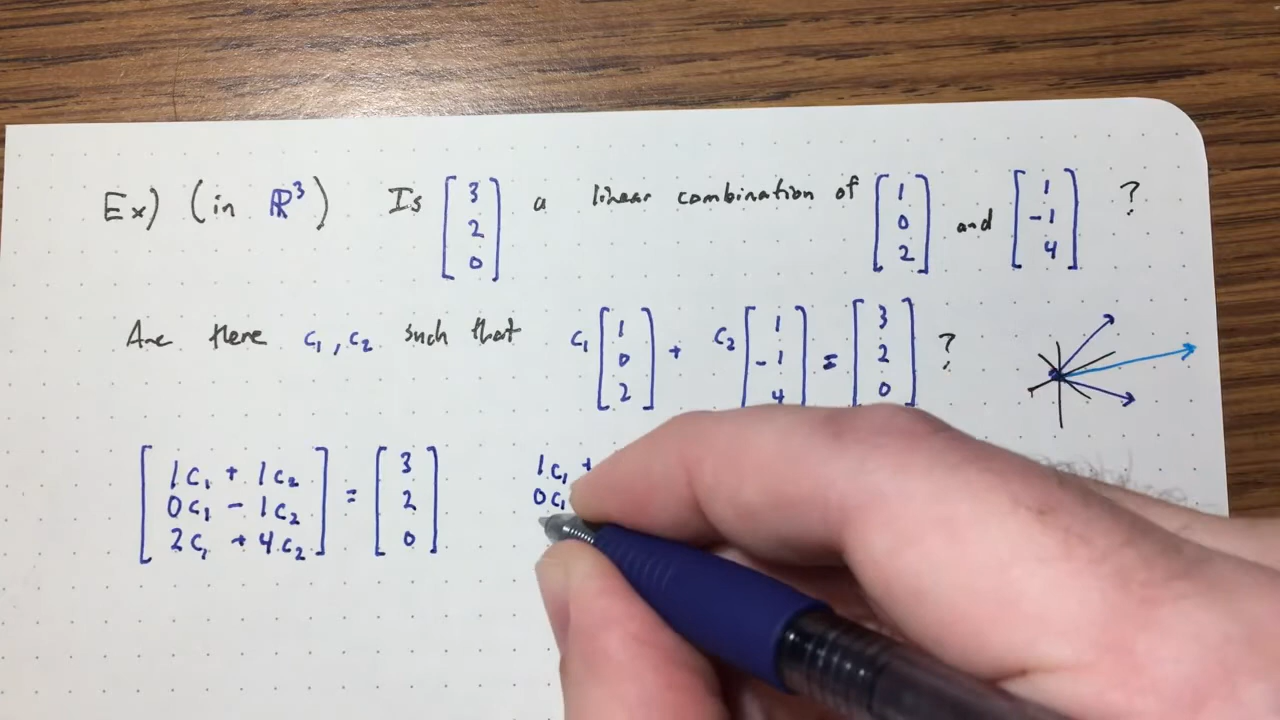 Ex) (in ℝ³) Is [3 2 0] a linear combination of [1 0 2] and [1 -1 4] ?
Are there c₁, c₂ such that c₁ [1 0 2] + c₂ [1 -1 4] = [3 2 0] ?
[1c₁ + 1c₂ 0c₁ - 1c₂ 2c₁ + 4c₂] = [3 2 0]
1c₁ +
0c₁